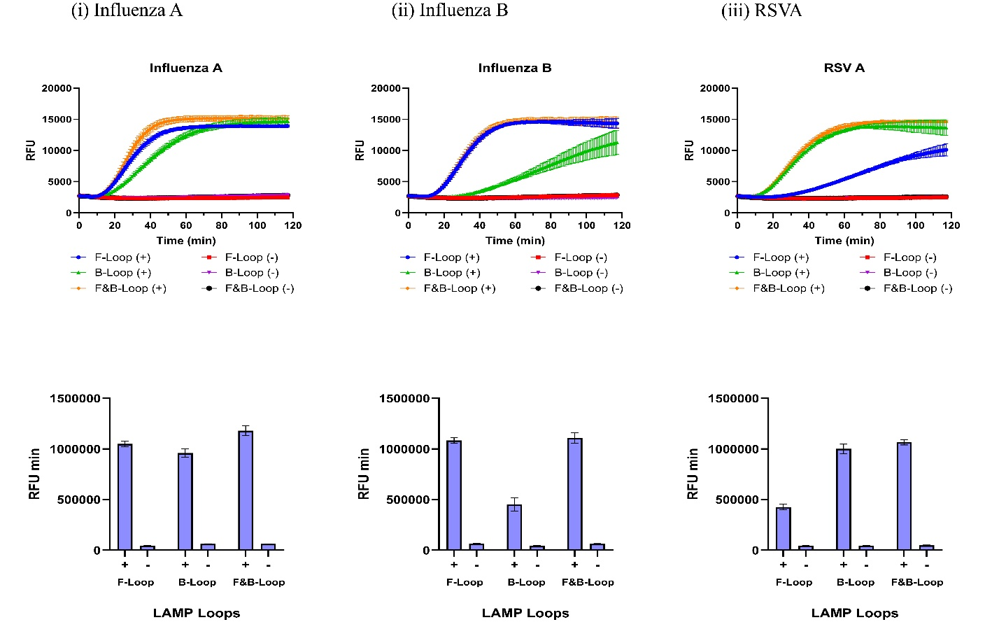 (i) Influenza A
(ii) Influenza B
(iii) RSVA
Influenza A
Influenza B
RSV A
20000
15000
10000
5000
0
RFU
0 20 40 60 80 100 120
Time (min)
F-Loop (+) F-Loop (-)
B-Loop (+) B-Loop (-)
F&B-Loop (+) F&B-Loop (-)
20000
15000
10000
5000
0
RFU
0 20 40 60 80 100 120
Time (min)
F-Loop (+) F-Loop (-)
B-Loop (+) B-Loop (-)
F&B-Loop (+) F&B-Loop (-)
20000
15000
10000
5000
0
RFU
0 20 40 60 80 100 120
Time (min)
F-Loop (+) F-Loop (-)
B-Loop (+) B-Loop (-)
F&B-Loop (+) F&B-Loop (-)
1500000
1000000
500000
0
RFU min
+ - + - + -
F-Loop B-Loop F&B-Loop
LAMP Loops
1500000
1000000
500000
0
RFU min
+ - + - + -
F-Loop B-Loop F&B-Loop
LAMP Loops
1500000
1000000
500000
0
RFU min
+ - + - + -
F-Loop B-Loop F&B-Loop
LAMP Loops